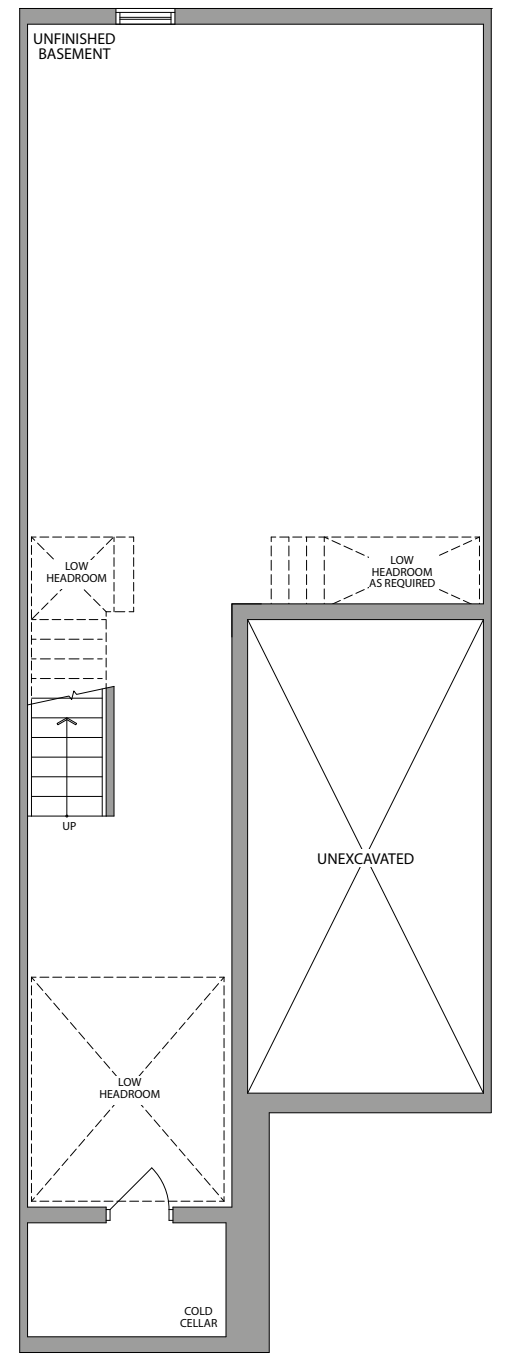 UNFINISHED
BASEMENT
LOW
HEADROOM
LOW
HEADROOM
AS REQUIRED
UP
UNEXCAVATED
LOW
HEADROOM
COLD
CELLAR